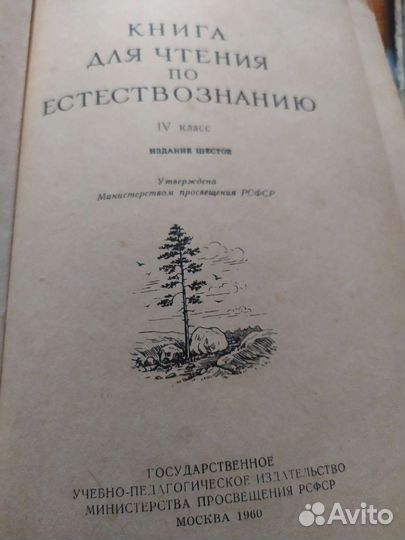 КНИГА
ДЛЯ ЧТЕНИЯ
ПО
ЕСТЕСТВОЗНАНИЮ
IV класс
ИЗДАНИЕ ШЕСТОЕ
Утверждена
Министерством просвещения РСФСР
ГОСУДАРСТВЕННОЕ
УЧЕБНО-ПЕДАГОГИЧЕСКОЕ ИЗДАТЕЛЬСТВО
МИНИСТЕРСТВА ПРОСВЕЩЕНИЯ РСФСР
МОСКВА 1960
Avito